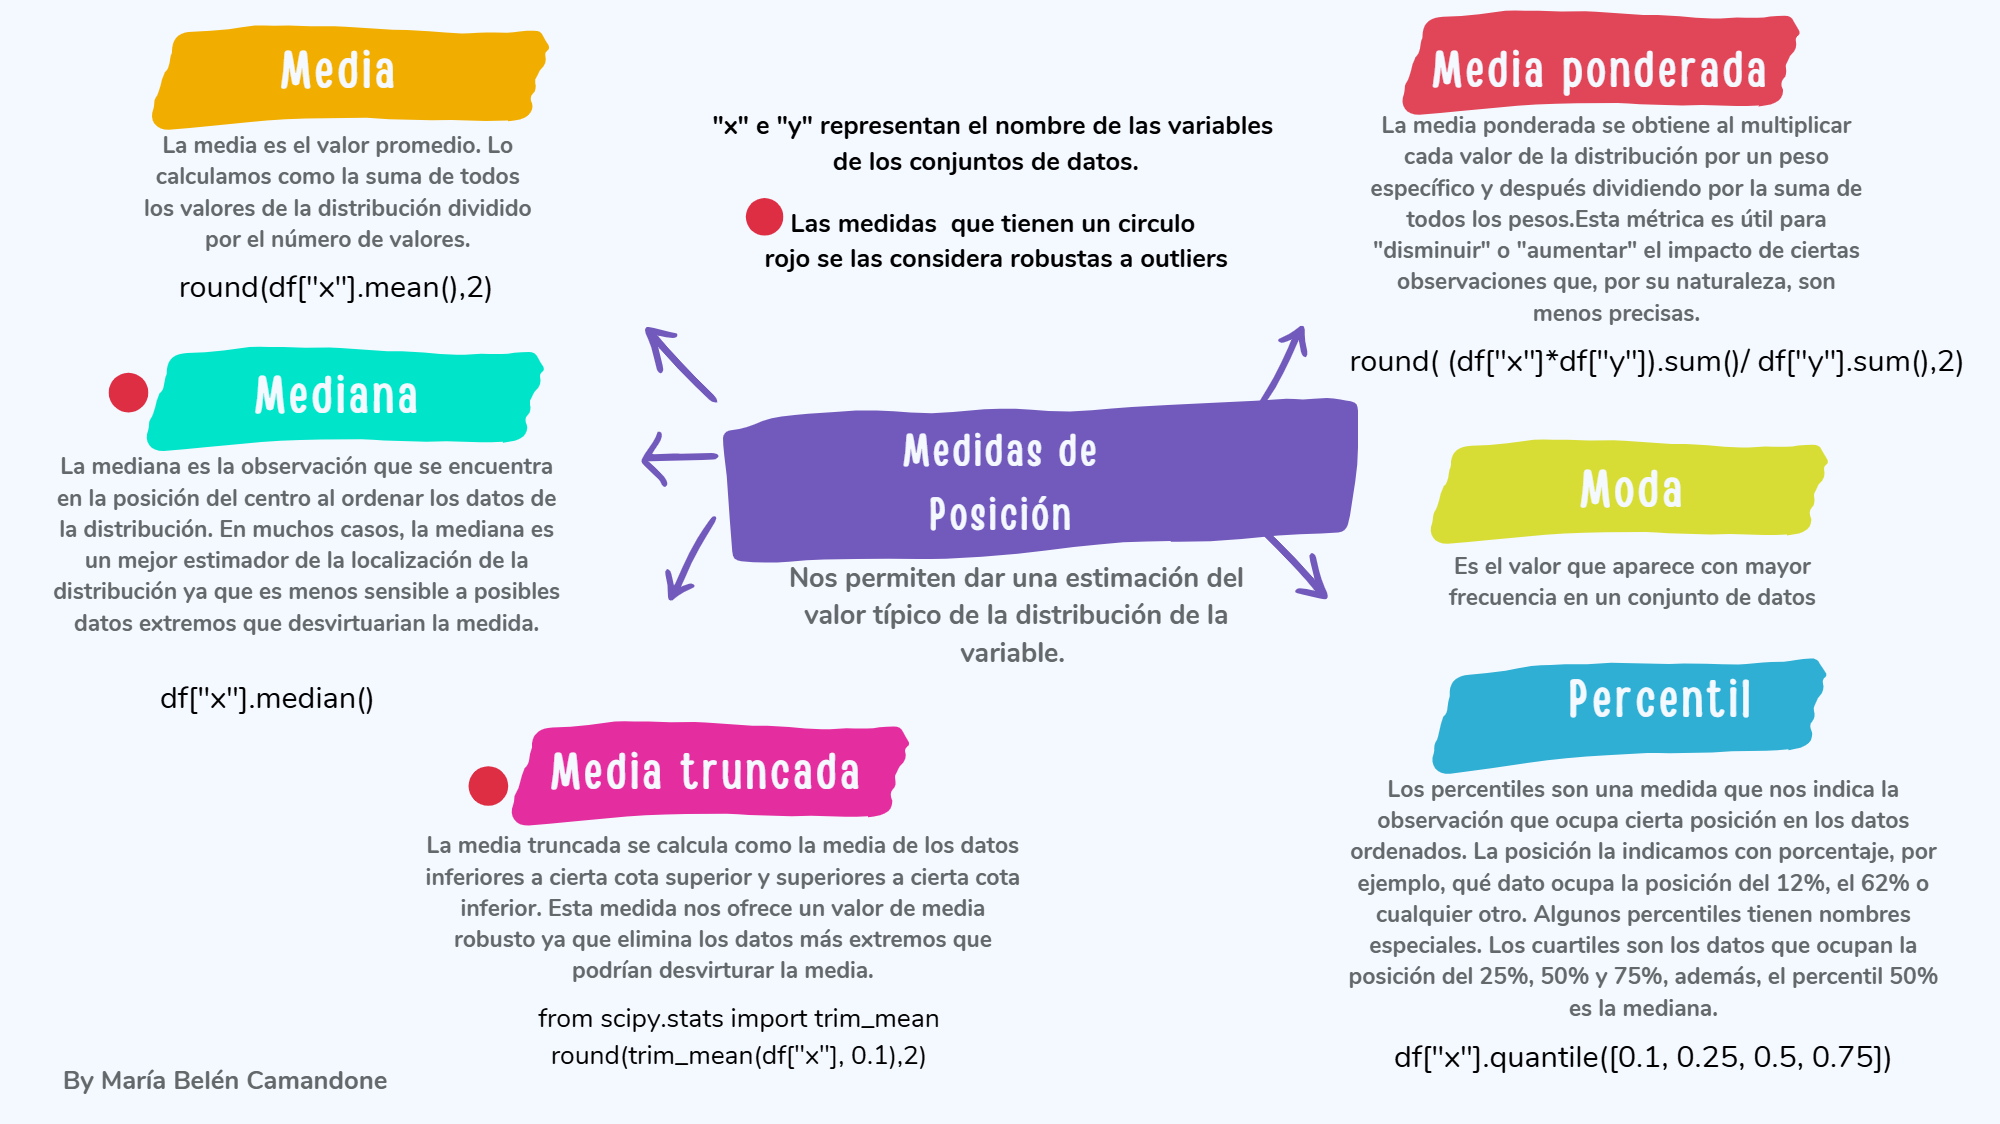 Media
La media es el valor promedio. Lo
calculamos como la suma de todos
los valores de la distribución dividido
por el número de valores.
round(df["x"].mean(),2)
Mediana
La mediana es la observación que se encuentra
en la posición del centro al ordenar los datos de
la distribución. En muchos casos, la mediana es
un mejor estimador de la localización de la
distribución ya que es menos sensible a posibles
datos extremos que desvirtuarian la medida.
df["x"].median()
"x" e "y" representan el nombre de las variables
de los conjuntos de datos.
Las medidas  que tienen un circulo
rojo se las considera robustas a outliers
Medidas de
Posición
Nos permiten dar una estimación del
valor típico de la distribución de la
variable.
Media truncada
La media truncada se calcula como la media de los datos
inferiores a cierta cota superior y superiores a cierta cota
inferior. Esta medida nos ofrece un valor de media
robusto ya que elimina los datos más extremos que
podrían desvirturar la media.
from scipy.stats import trim_mean
round(trim_mean(df["x"], 0.1),2)
Media ponderada
La media ponderada se obtiene al multiplicar
cada valor de la distribución por un peso
específico y después dividiendo por la suma de
todos los pesos.Esta métrica es útil para
"disminuir" o "aumentar" el impacto de ciertas
observaciones que, por su naturaleza, son
menos precisas.
round( (df["x"]*df["y"]).sum()/ df["y"].sum(),2)
Moda
Es el valor que aparece con mayor
frecuencia en un conjunto de datos
Percentil
Los percentiles son una medida que nos indica la
observación que ocupa cierta posición en los datos
ordenados. La posición la indicamos con porcentaje, por
ejemplo, qué dato ocupa la posición del 12%, el 62% o
cualquier otro. Algunos percentiles tienen nombres
especiales. Los cuartiles son los datos que ocupan la
posición del 25%, 50% y 75%, además, el percentil 50%
es la mediana.
df["x"].quantile([0.1, 0.25, 0.5, 0.75])
By María Belén Camandone